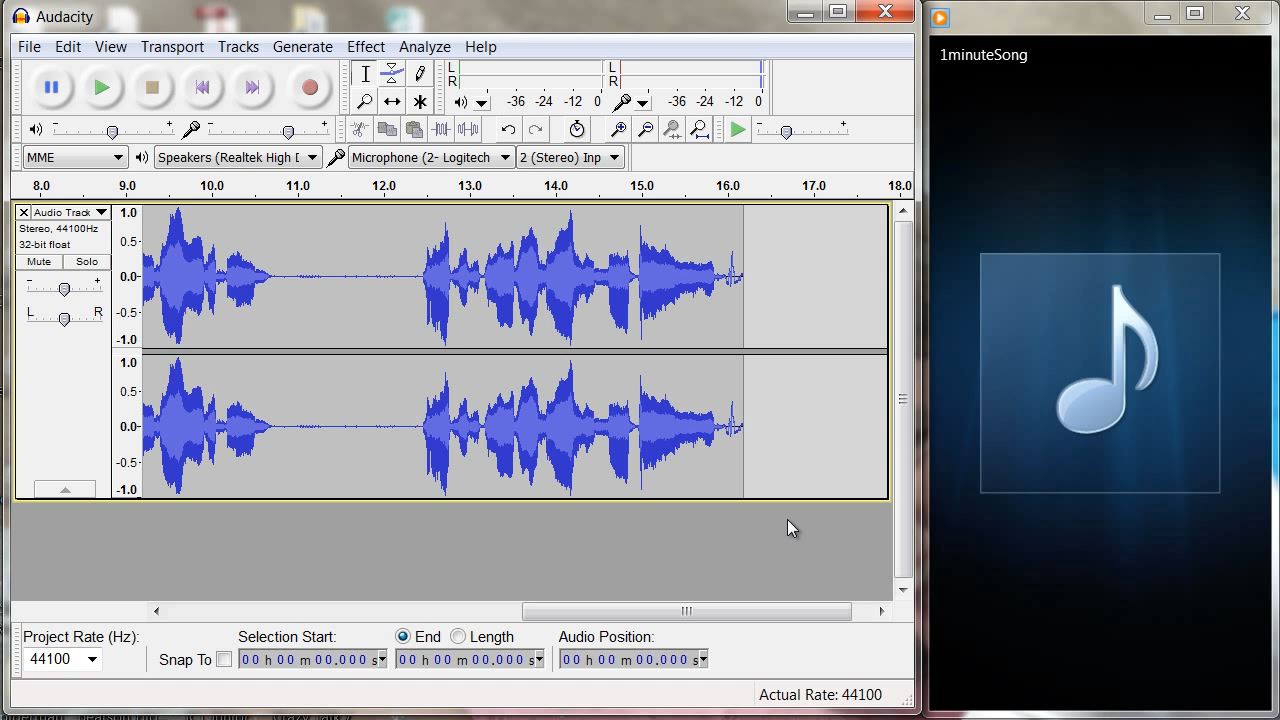 Audacity
File Edit View Transport Tracks Generate Effect Analyze Help
L
R
-36 -24 -12 0
L
R
-36 -24 -12 0
MME
Speakers (Realtek High D
Microphone (2- Logitech
2 (Stereo) Inp
8.0 9.0 10.0 11.0 12.0 13.0 14.0 15.0 16.0 17.0 18.0
Audio Track
Stereo, 44100Hz
32-bit float
Mute Solo
- +
L R
1.0
0.5-
0.0-
-0.5-
-1.0
1.0
0.5-
0.0-
-0.5-
-1.0
Project Rate (Hz):
44100
Snap To
Selection Start:
00 h 00 m 00.000 s
End Length
00 h 00 m 00.000 s
Audio Position:
00 h 00 m 00.000 s
Actual Rate: 44100
1minuteSong